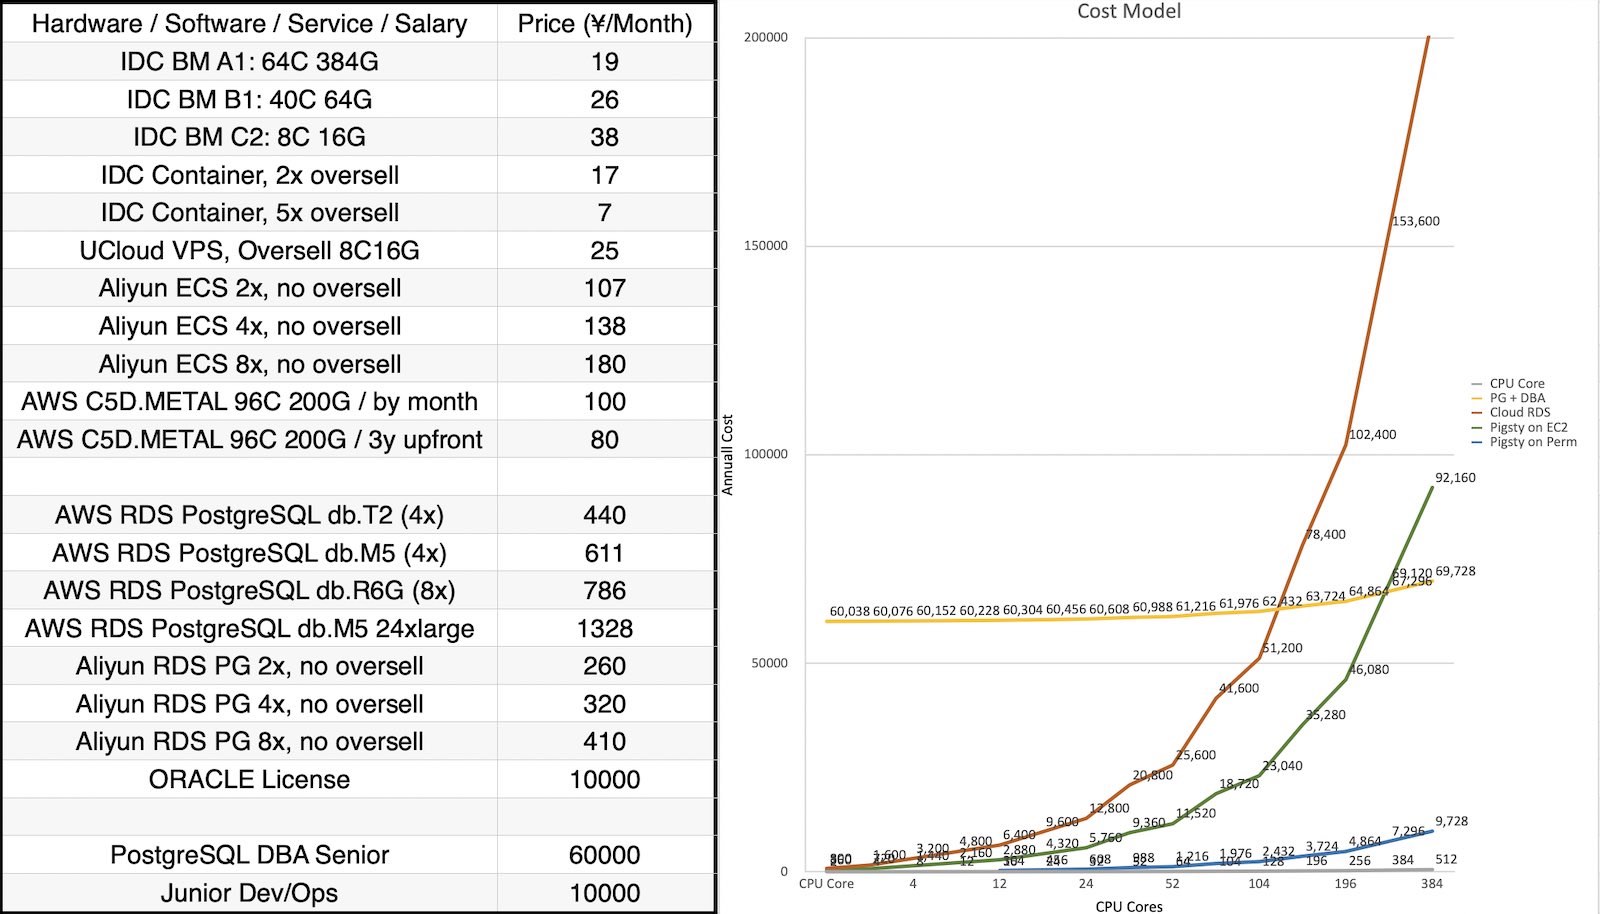 Hardware / Software / Service / Salary Price (¥/Month)
IDC BM A1: 64C 384G 19
IDC BM B1: 40C 64G 26
IDC BM C2: 8C 16G 38
IDC Container, 2x oversell 17
IDC Container, 5x oversell 7
UCloud VPS, Oversell 8C16G 25
Aliyun ECS 2x, no oversell 107
Aliyun ECS 4x, no oversell 138
Aliyun ECS 8x, no oversell 180
AWS C5D.METAL 96C 200G / by month 100
AWS C5D.METAL 96C 200G / 3y upfront 80
AWS RDS PostgreSQL db.T2 (4x) 440
AWS RDS PostgreSQL db.M5 (4x) 611
AWS RDS PostgreSQL db.R6G (8x) 786
AWS RDS PostgreSQL db.M5 24xlarge 1328
Aliyun RDS PG 2x, no oversell 260
Aliyun RDS PG 4x, no oversell 320
Aliyun RDS PG 8x, no oversell 410
ORACLE License 10000
PostgreSQL DBA Senior 60000
Junior Dev/Ops 10000
Cost Model
200000
150000
100000
50000
0
Annuall Cost
153,600
102,400
92,160
78,400
69,120 69,728
67,296
60,038 60,076 60,152 60,228 60,304 60,456 60,608 60,988 61,216 61,976 62,432 63,724 64,864
51,200
46,080
41,600
35,280
25,600
23,040
20,800
18,720
12,800
11,520
9,600
9,360
9,728
6,400
7,296
4,800
4,320
5,760
3,200
2,160
2,880
3,724
4,864
1,600
1,440
456
608
988
1,216
1,976
2,432
8
12
32
64
104
128
196
256
384
512
CPU Core 4 12 24 52 104 196 384
CPU Cores
CPU Core
PG + DBA
Cloud RDS
Pigsty on EC2
Pigsty on Perm